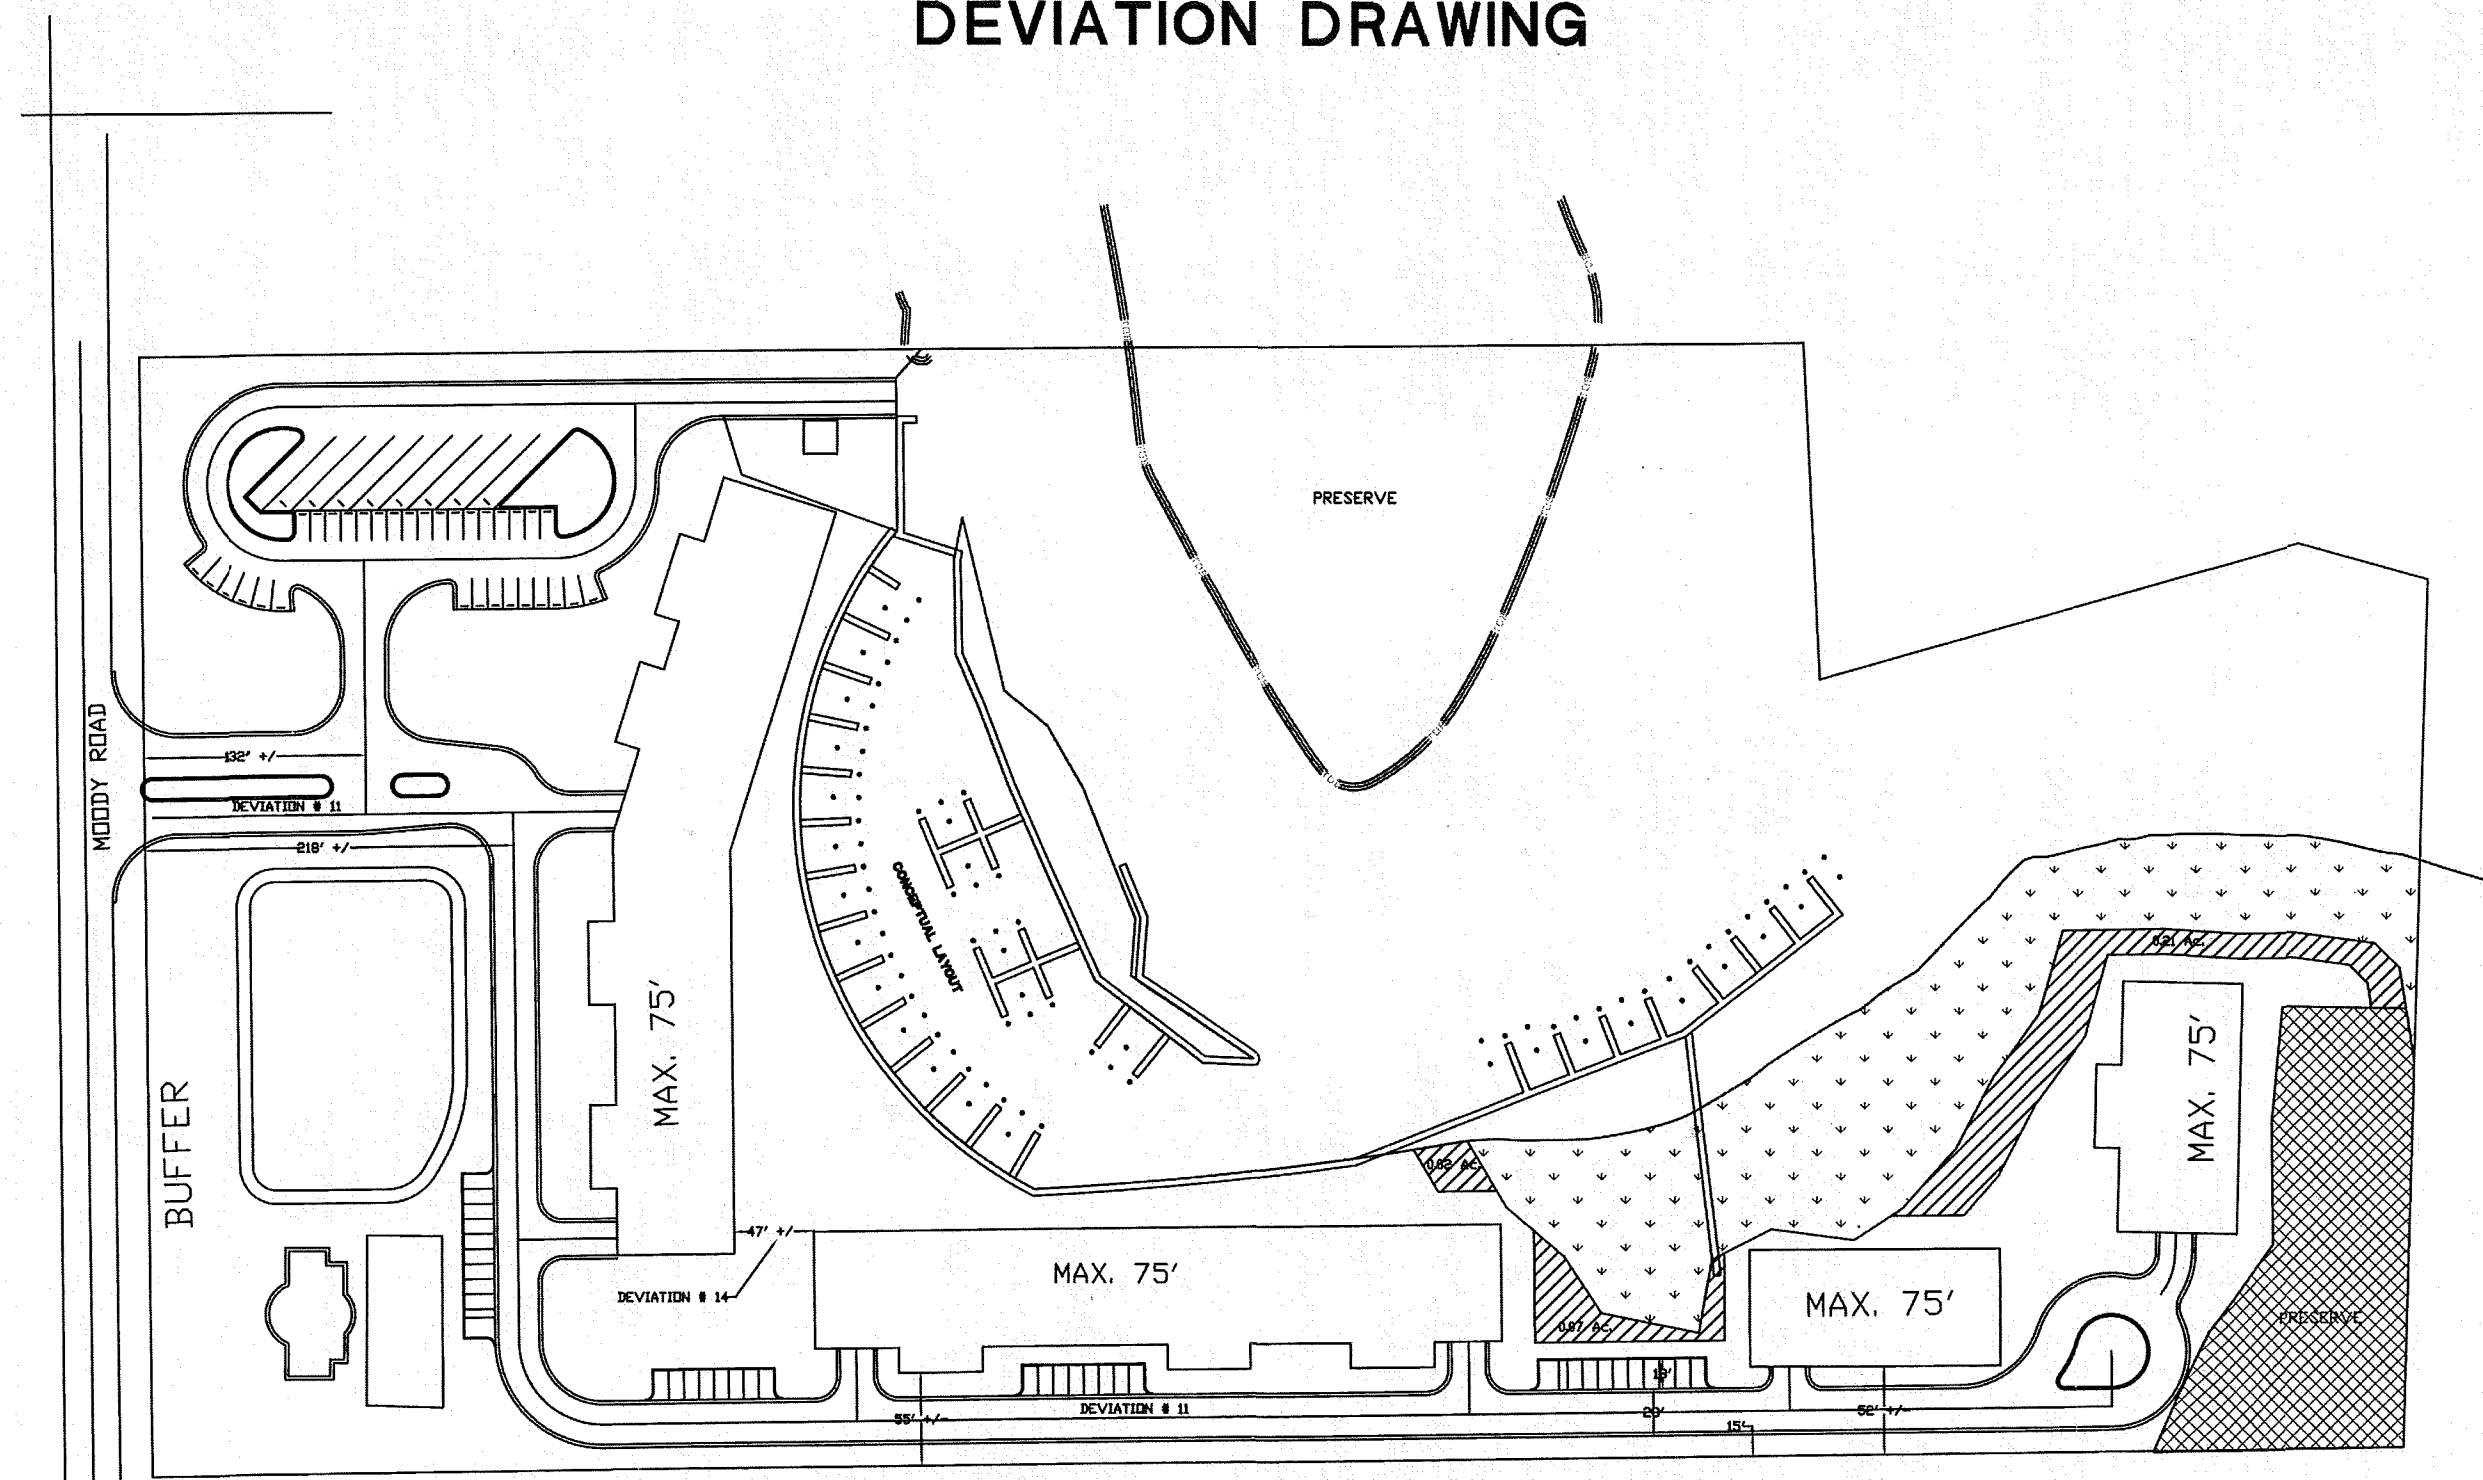 DEVIATION DRAWING
PRESERVE
MOODY ROAD
132' +/-
DEVIATION # 11
218' +/-
CONCEPTUAL LAYOUT
MAX. 75'
BUFFER
0.21 Ac.
MAX. 75'
0.02 Ac.
47' +/-
DEVIATION # 14
MAX. 75'
MAX. 75'
0.07 Ac.
PRESERVE
18'
DEVIATION # 11
55' +/-
20'
15'
52' +/-